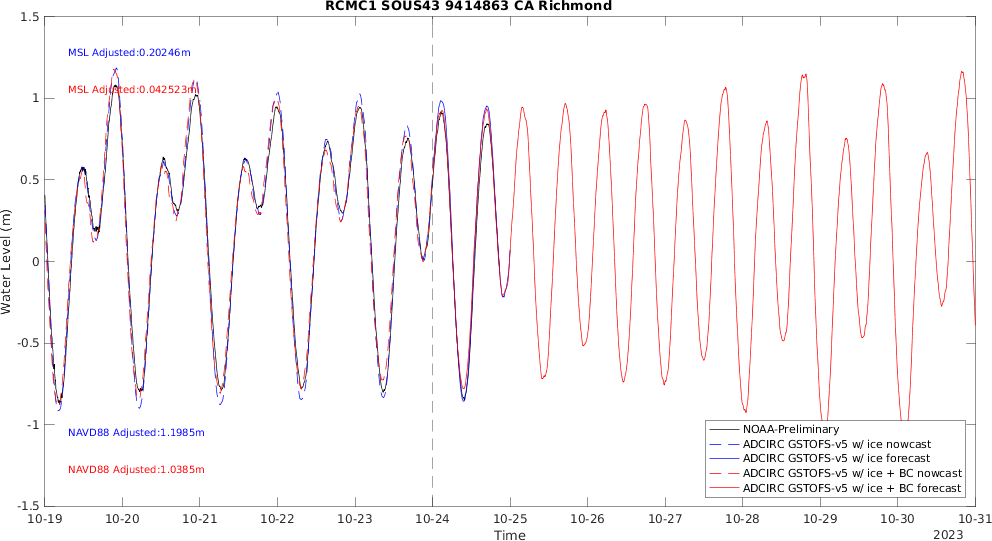 RCMC1 SOUS43 9414863 CA Richmond
1.5
1
0.5
0
-0.5
-1
-1.5
Water Level (m)
MSL Adjusted:0.20246m
MSL Adjusted:0.042523m
NAVD88 Adjusted:1.1985m
NAVD88 Adjusted:1.0385m
NOAA-Preliminary
ADCIRC GSTOFS-v5 w/ ice nowcast
ADCIRC GSTOFS-v5 w/ ice forecast
ADCIRC GSTOFS-v5 w/ ice + BC nowcast
ADCIRC GSTOFS-v5 w/ ice + BC forecast
10-19 10-20 10-21 10-22 10-23 10-24 10-25 10-26 10-27 10-28 10-29 10-30 10-31
Time
2023